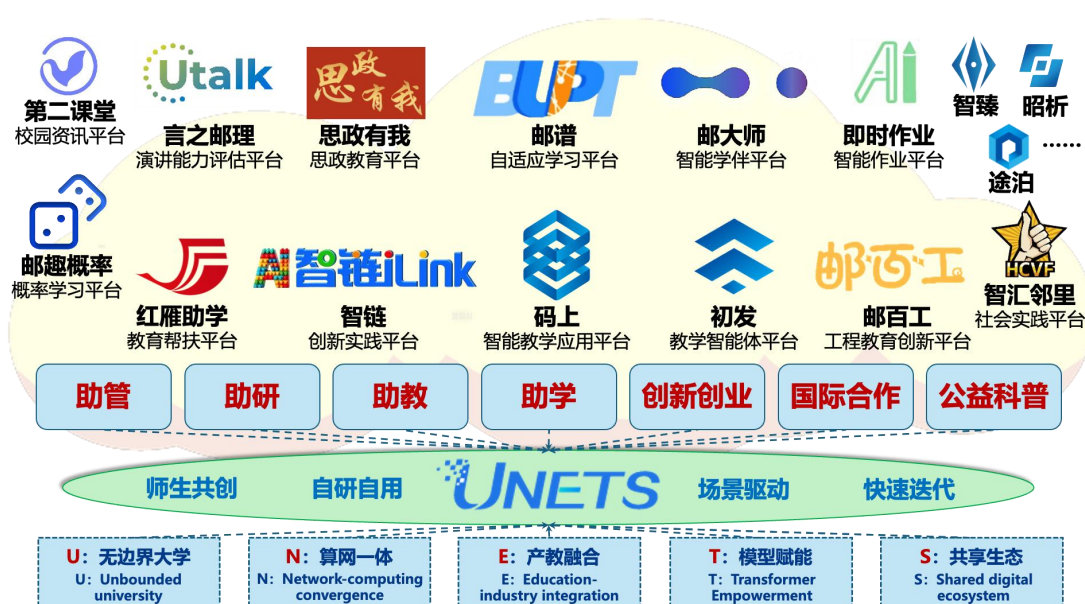 第二课堂
校园资讯平台
Utalk
言之邮理
演讲能力评估平台
思政有我
思政有我
思政教育平台
BUPT
邮谱
自适应学习平台
邮大师
智能学伴平台
Ai
即时作业
智能作业平台
智臻
昭析
途泊
······
邮趣概率
概率学习平台
红雁助学
教育帮扶平台
AI智链iLink
智链
创新实践平台
码上
智能教学应用平台
初发
教学智能体平台
邮百工
邮百工
工程教育创新平台
HCVF
智汇邻里
社会实践平台
助管
助研
助教
助学
创新创业
国际合作
公益科普
师生共创
自研自用
UNETS
场景驱动
快速迭代
U：无边界大学
U：Unbounded
university
N：算网一体
N：Network-computing
convergence
E：产教融合
E：Education-
industry integration
T：模型赋能
T：Transformer
Empowerment
S：共享生态
S：Shared digital
ecosystem